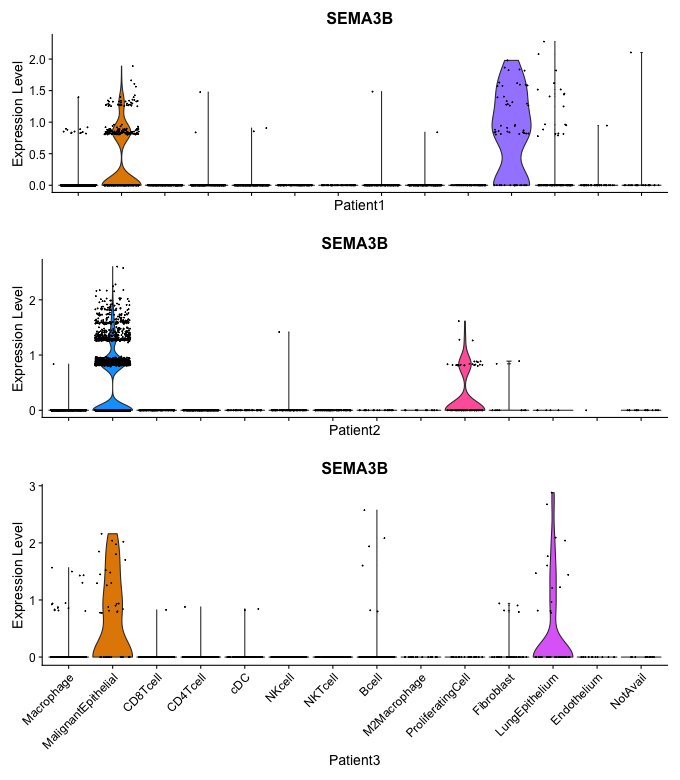 SEMA3B
Expression Level
2.0
1.5
1.0
0.5
0.0
Patient1
SEMA3B
Expression Level
2
1
0
Patient2
SEMA3B
Expression Level
3
2
1
0
Macrophage
MalignantEpithelial
CD8Tcell
CD4Tcell
cDC
NKcell
NKTcell
Bcell
M2Macrophage
ProliferatingCell
Fibroblast
LungEpithelium
Endothelium
NotAvail
Patient3